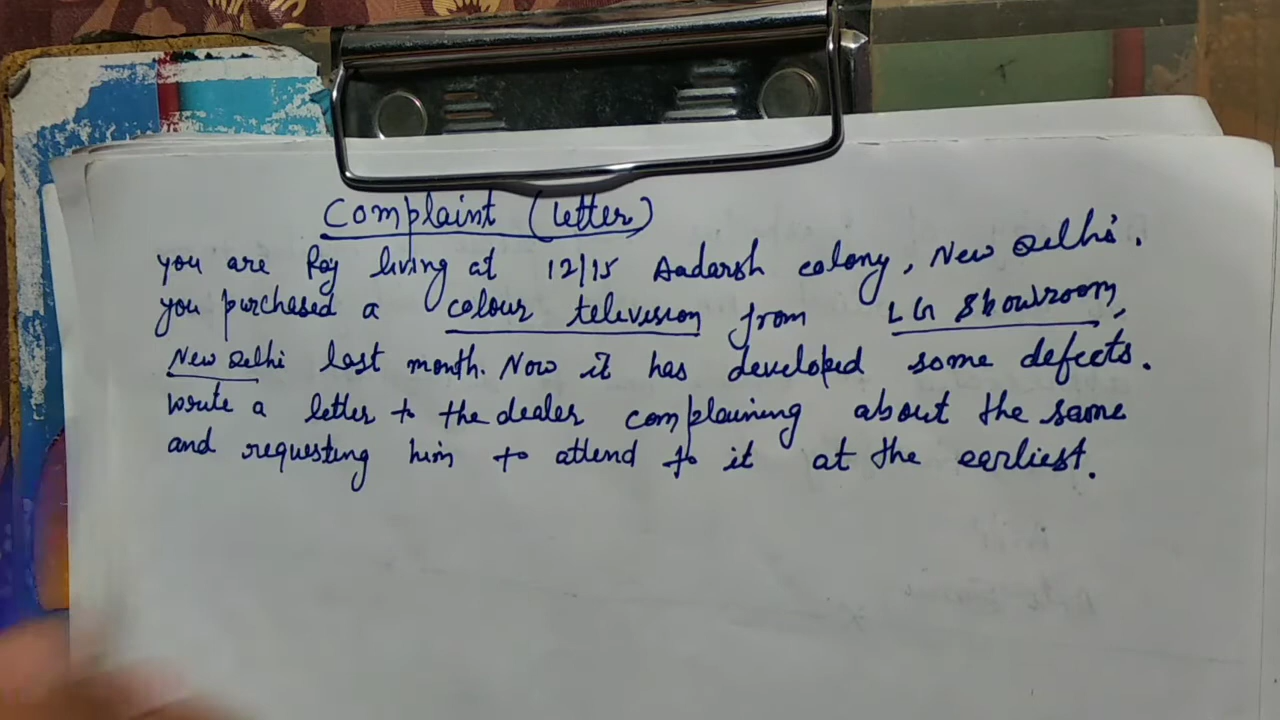 Complaint (Letter)
you are Raj living at 12/15 Aadarsh colony, New Delhi.
you purchased a colour television from LG Showroom,
New Delhi last month. Now it has developed some defects.
write a letter to the dealer complaining about the same
and requesting him to attend to it at the earliest.